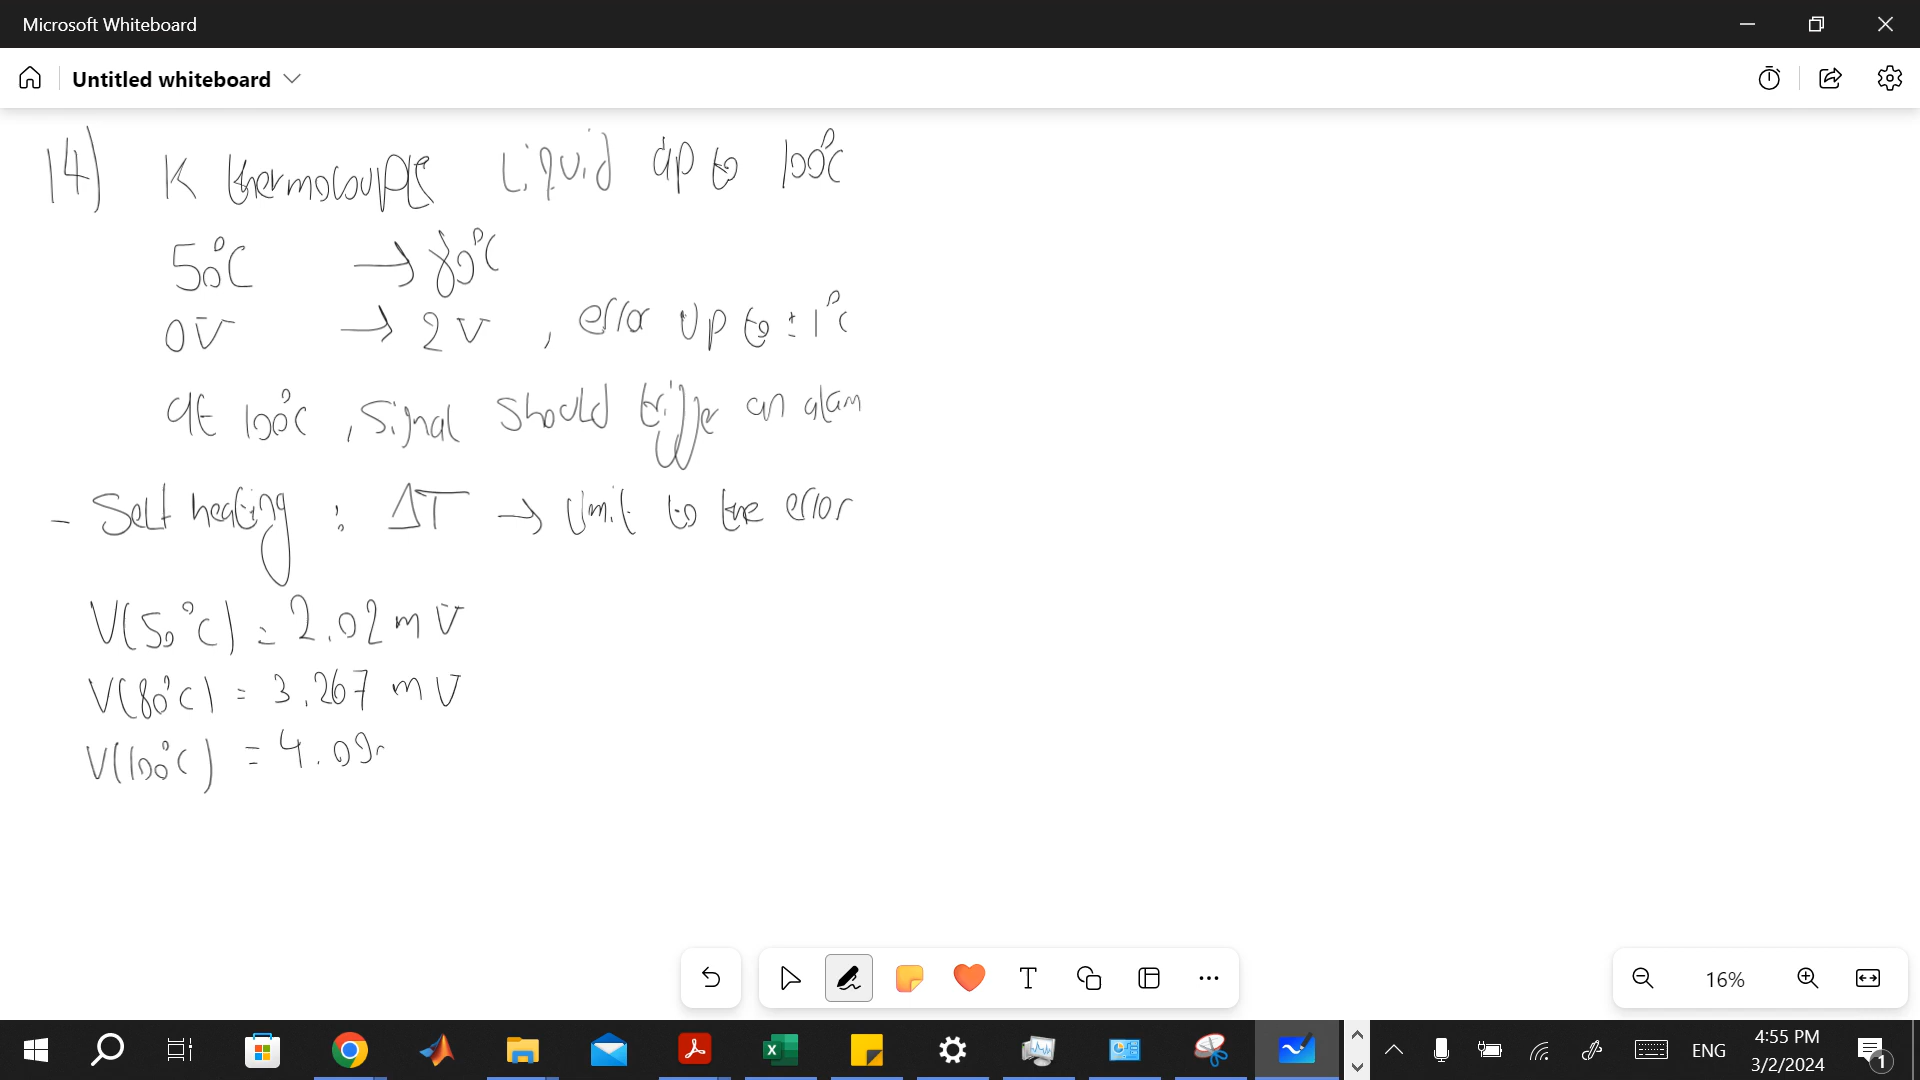 Microsoft Whiteboard
Untitled whiteboard
14) K thermocouple Liquid up to 100°C
50°C → 80°C
0V → 2V , error up to ±1°C
at 100°C , Signal should trigger an alarm
- Self heating : ΔT → limit to the error
V(50°C) = 2.02mV
V(80°C) = 3.267 mV
V(100°C) = 4.09
16%
ENG
4:55 PM
3/2/2024
1